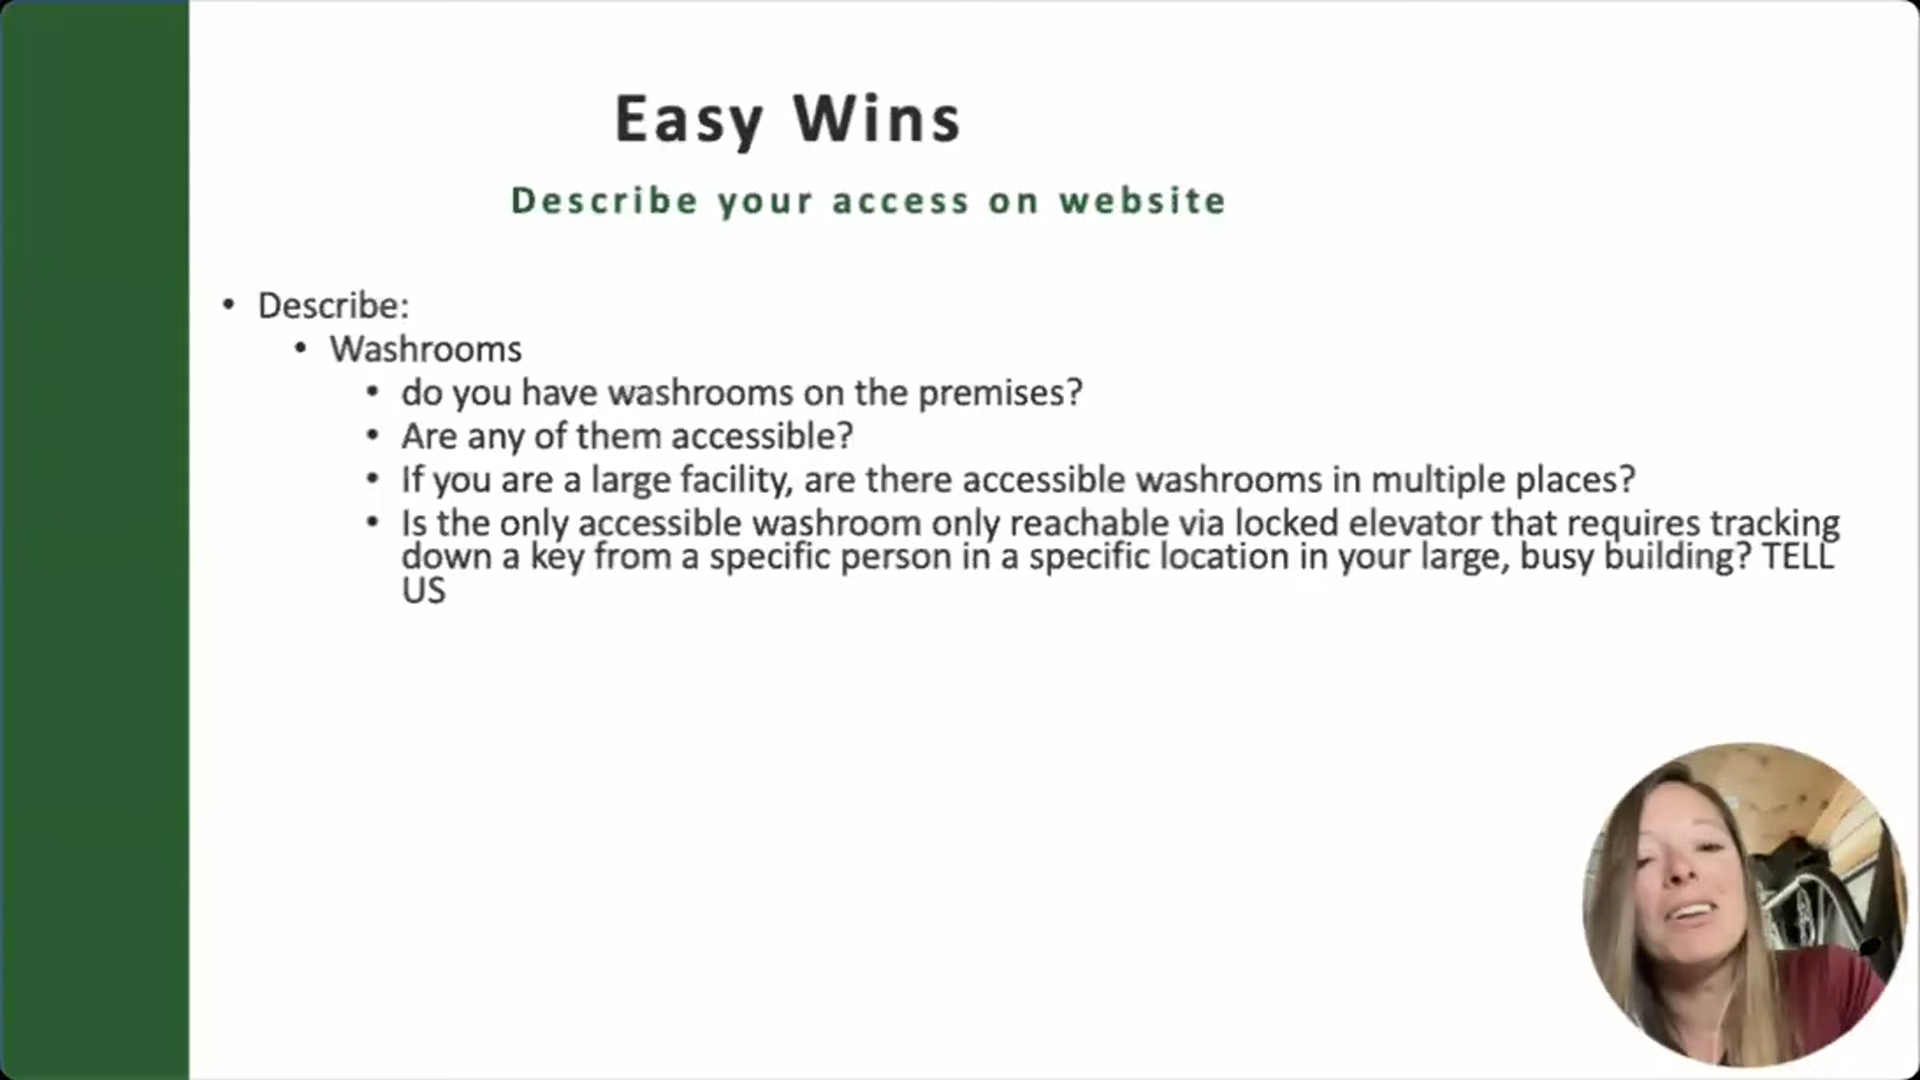 Easy Wins
Describe your access on website
• Describe:
• Washrooms
• do you have washrooms on the premises?
• Are any of them accessible?
• If you are a large facility, are there accessible washrooms in multiple places?
• Is the only accessible washroom only reachable via locked elevator that requires tracking
down a key from a specific person in a specific location in your large, busy building? TELL
US